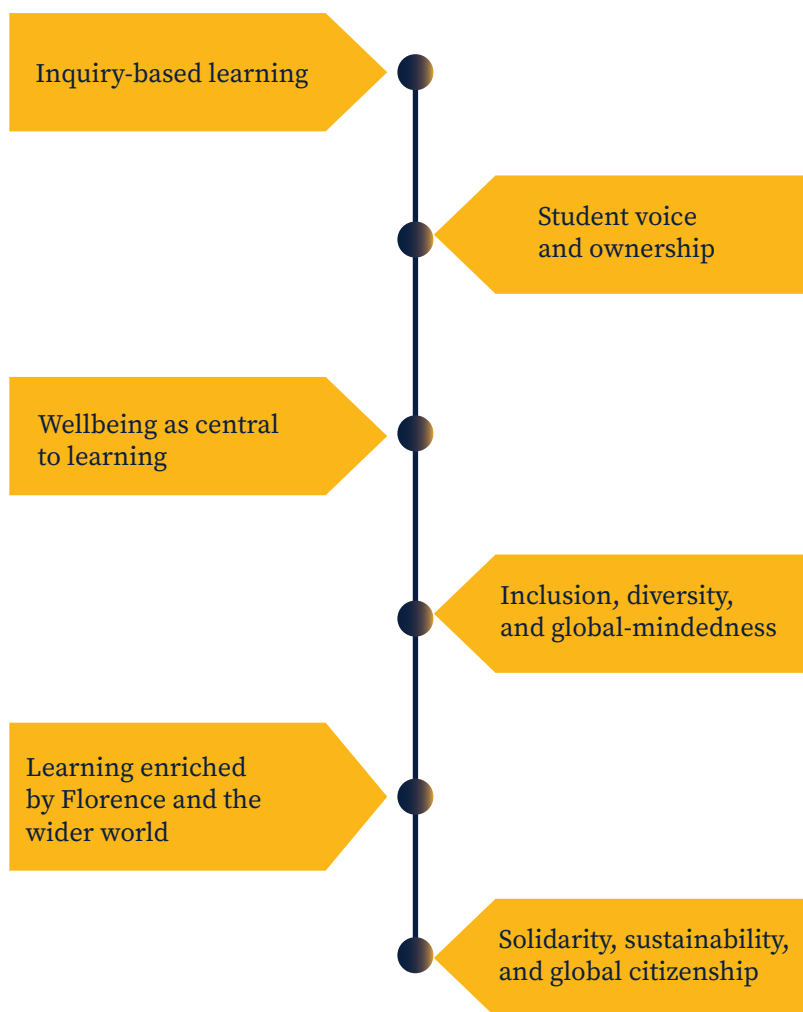 Inquiry-based learning
Student voice
and ownership
Wellbeing as central
to learning
Inclusion, diversity,
and global-mindedness
Learning enriched
by Florence and the
wider world
Solidarity, sustainability,
and global citizenship